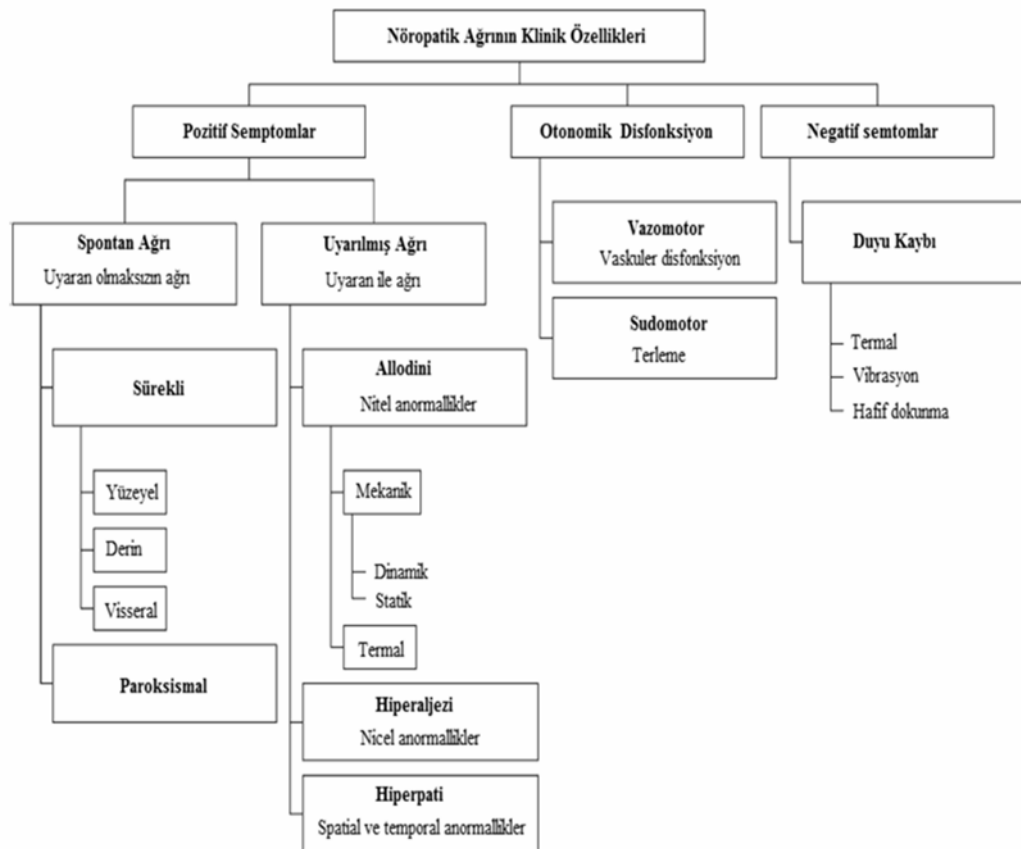 Nöropatik Ağrının Klinik Özellikleri
Pozitif Semptomlar
Otonomik Disfonksiyon
Negatif semtomlar
Spontan Ağrı
Uyaran olmaksızın ağrı
Uyarılmış Ağrı
Uyaran ile ağrı
Vazomotor
Vaskuler disfonksiyon
Duyu Kaybı
Sudomotor
Terleme
Termal
Vibrasyon
Hafif dokunma
Sürekli
Yüzeyel
Derin
Visseral
Paroksismal
Allodini
Nitel anormallikler
Mekanik
Dinamik
Statik
Termal
Hiperaljezi
Nicel anormallikler
Hiperpati
Spatial ve temporal anormallikler